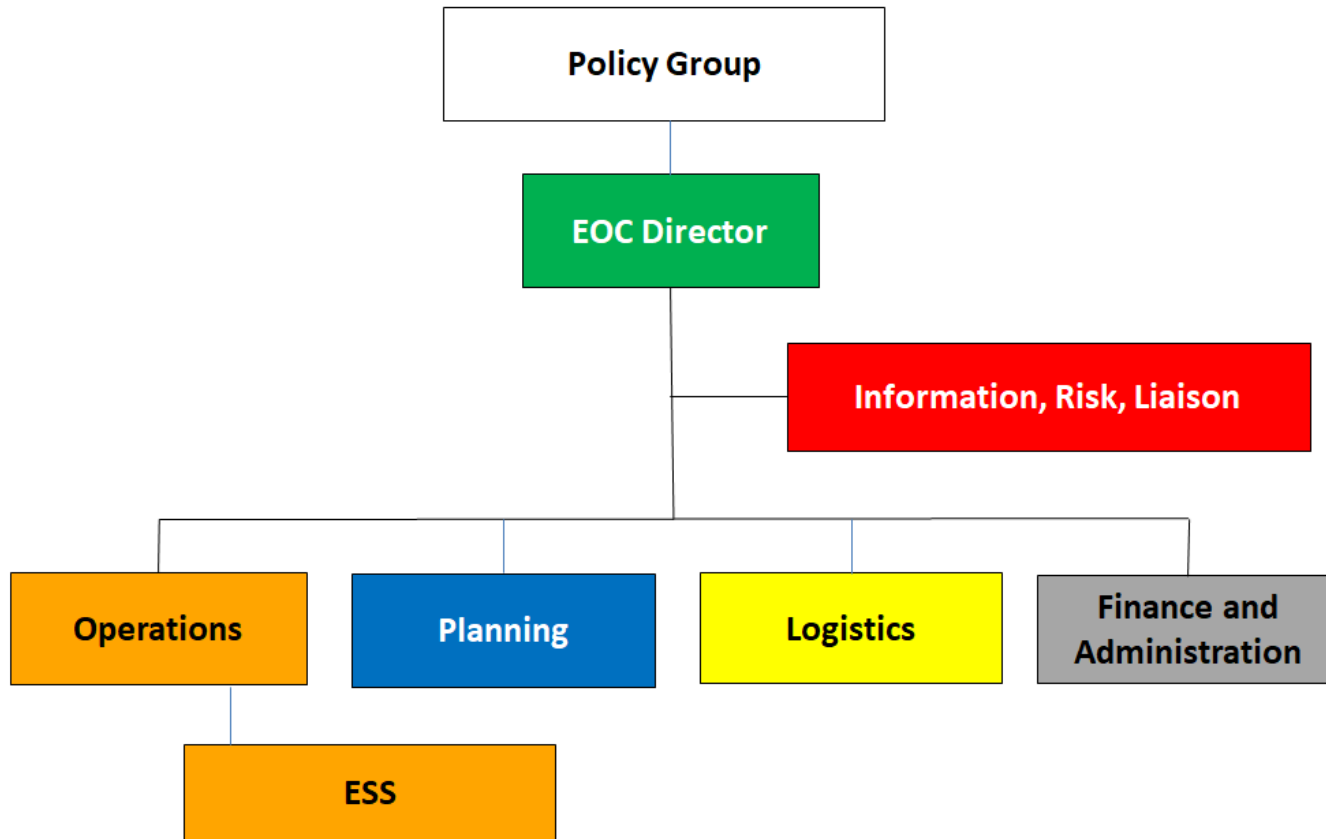 Policy Group
EOC Director
Information, Risk, Liaison
Operations
Planning
Logistics
Finance and
Administration
ESS